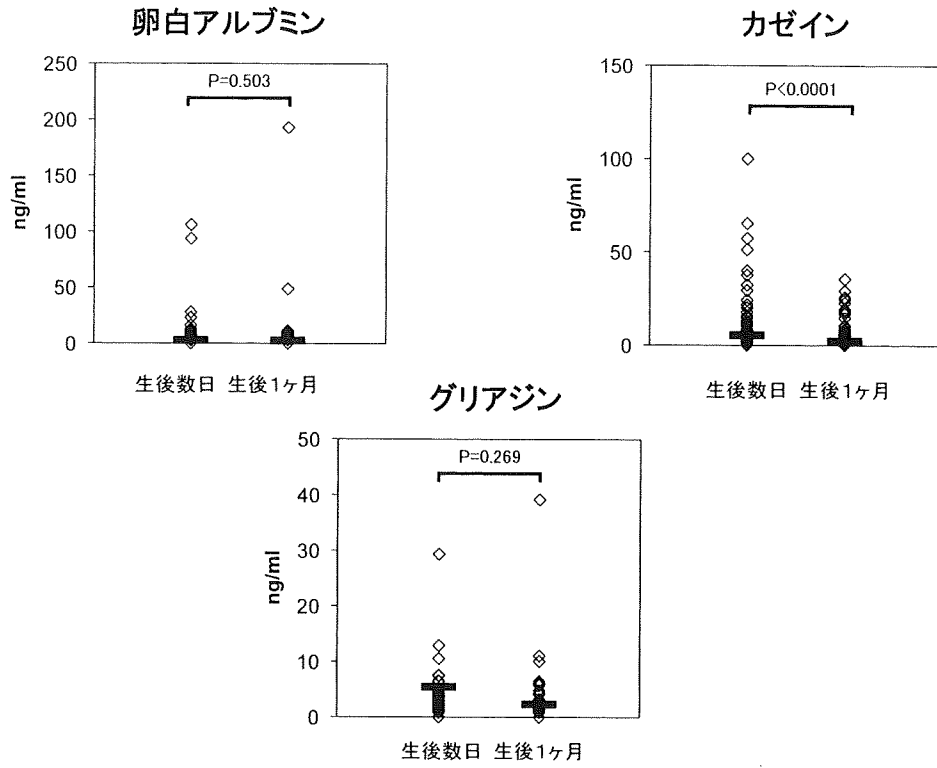 卵白アルブミン
250
200
150
100
50
0
ng/ml
P=0.503
生後数日 生後1ヶ月
カゼイン
150
100
50
0
ng/ml
P<0.0001
生後数日 生後1ヶ月
グリアジン
50
40
30
20
10
0
ng/ml
P=0.269
生後数日 生後1ヶ月